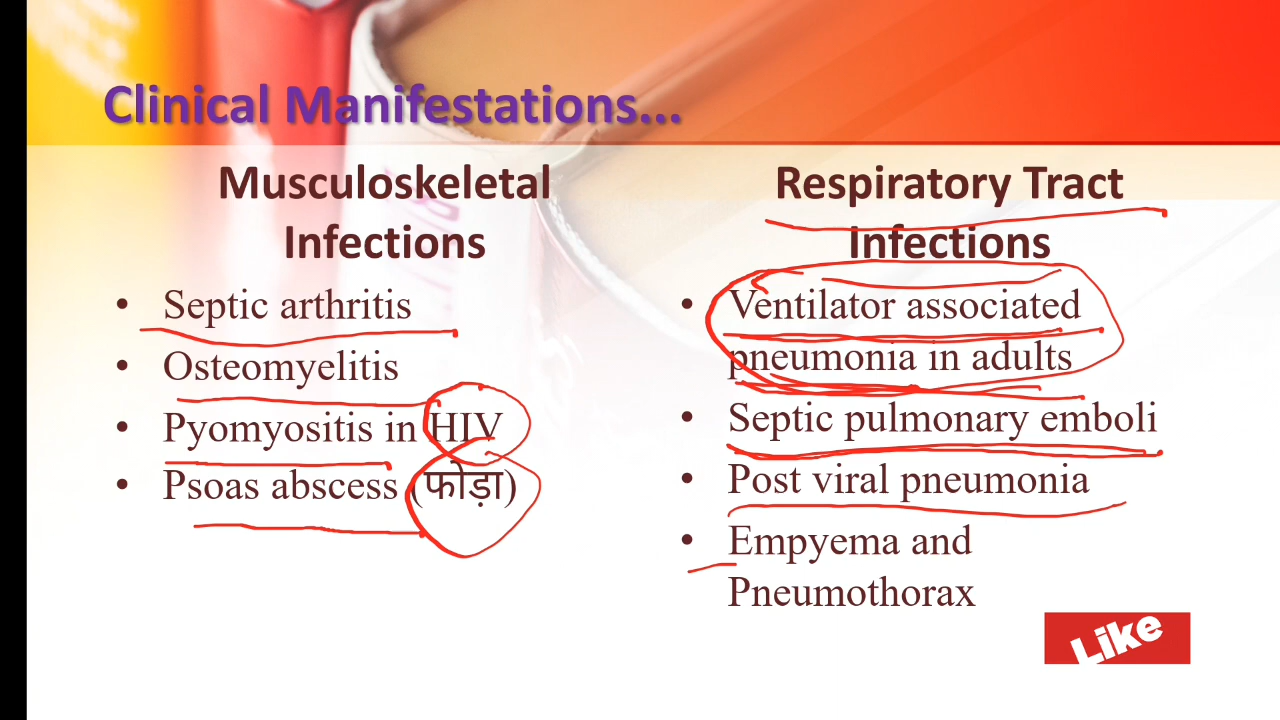 Clinical Manifestations...
Musculoskeletal
Infections
• Septic arthritis
• Osteomyelitis
• Pyomyositis in HIV
• Psoas abscess (फोड़ा)
Respiratory Tract
Infections
• Ventilator associated
pneumonia in adults
• Septic pulmonary emboli
• Post viral pneumonia
• Empyema and
Pneumothorax
Like